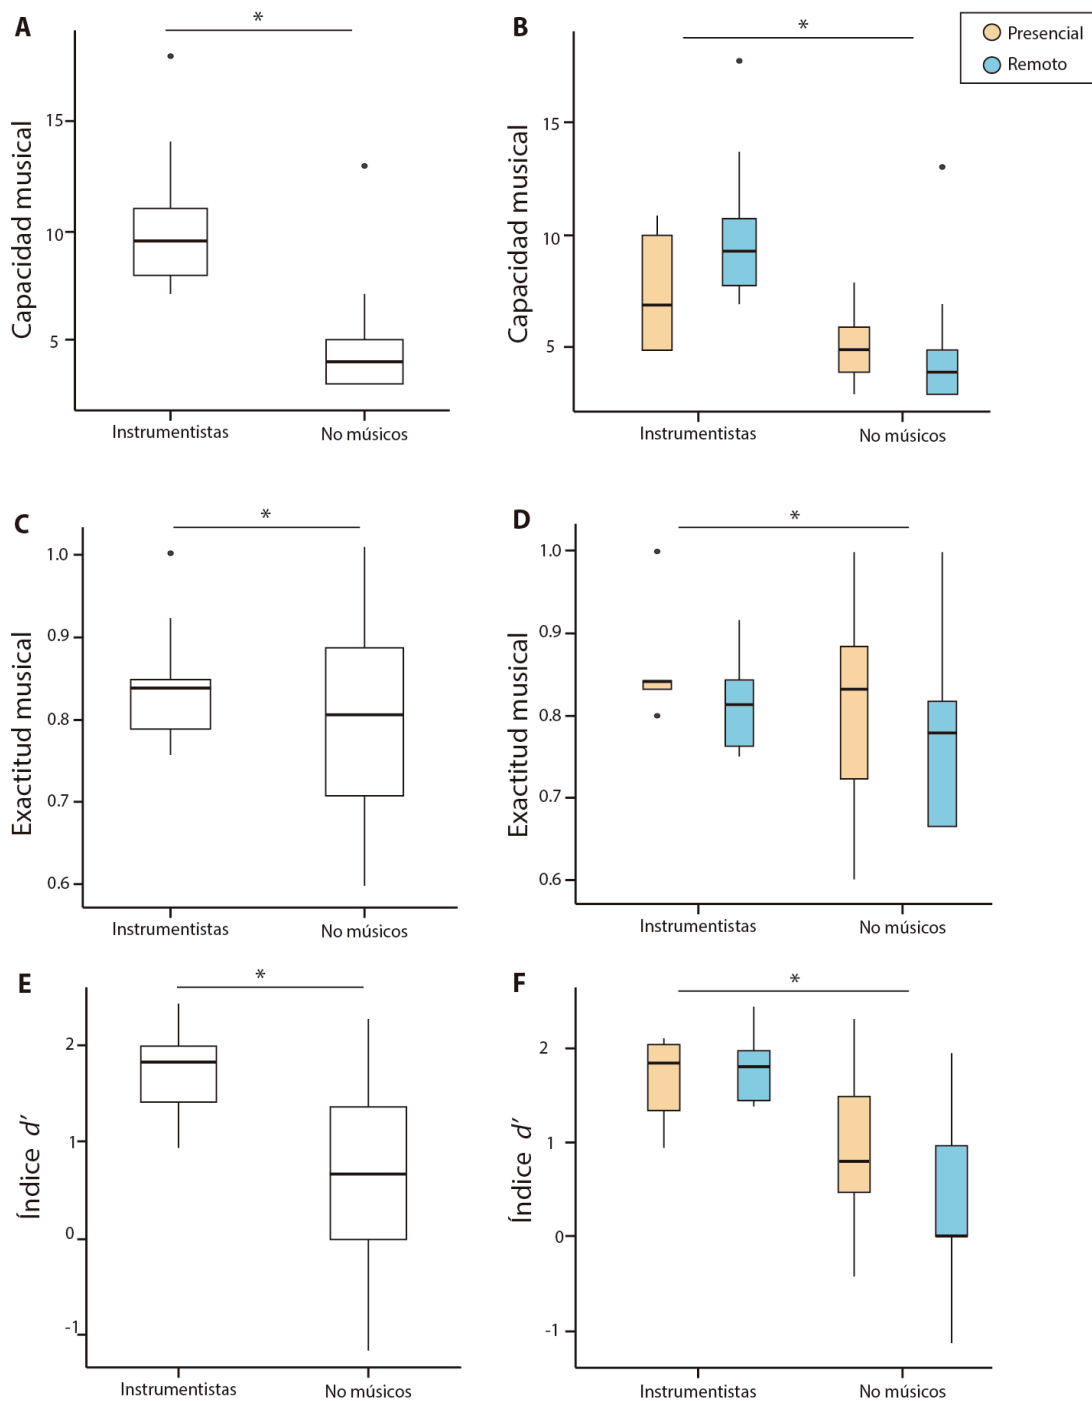 A
*
Capacidad musical
15
10
5
Instrumentistas
No músicos
B
*
Presencial
Remoto
Capacidad musical
15
10
5
Instrumentistas
No músicos
C
*
Exactitud musical
1.0
0.9
0.8
0.7
0.6
Instrumentistas
No músicos
D
*
Exactitud musical
1.0
0.9
0.8
0.7
0.6
Instrumentistas
No músicos
E
*
Índice d′
2
1
0
-1
Instrumentistas
No músicos
F
*
Índice d′
2
1
0
-1
Instrumentistas
No músicos